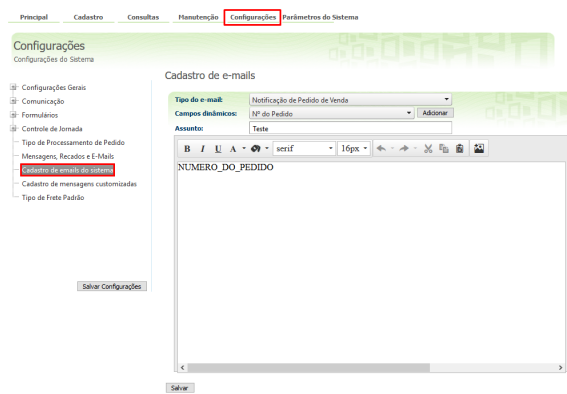 Principal Cadastro Consultas Manutenção Configurações Parâmetros do Sistema
Configurações
Configurações do Sistema
Cadastro de e-mails
Configurações Gerais
Comunicação
Formulários
Controle de Jornada
Tipo de Processamento de Pedido
Mensagens, Recados e E-Mails
Cadastro de emails do sistema
Cadastro de mensagens customizadas
Tipo de Frete Padrão
Salvar Configurações
Tipo do e-mail: Notificação de Pedido de Venda
Campos dinâmicos: Nº do Pedido Adicionar
Assunto: Teste
B I U A serif 16px
NUMERO_DO_PEDIDO
Salvar